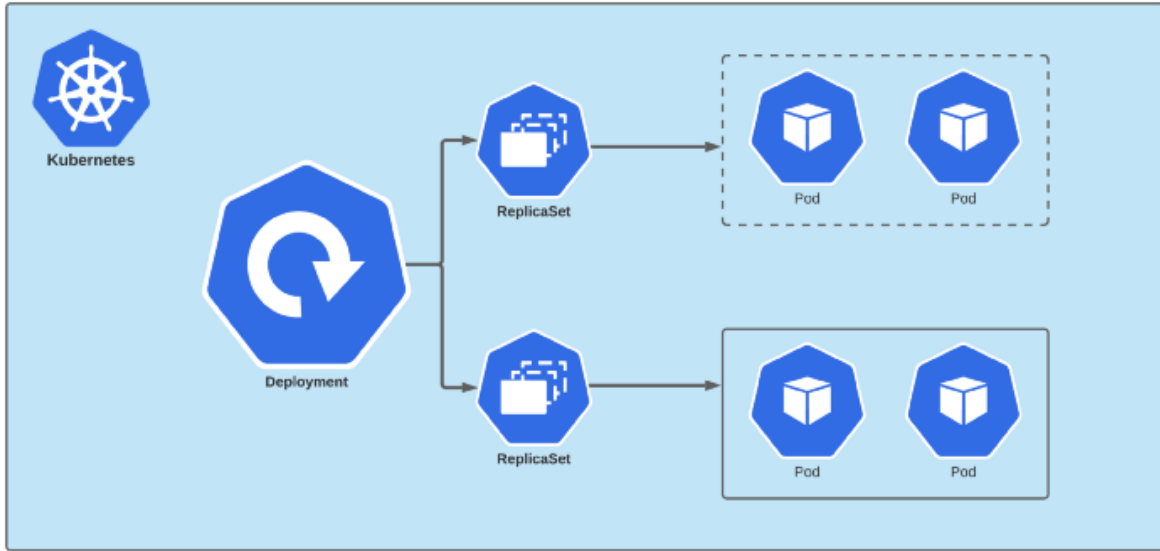 Kubernetes
Deployment
ReplicaSet
Pod
Pod
ReplicaSet
Pod
Pod